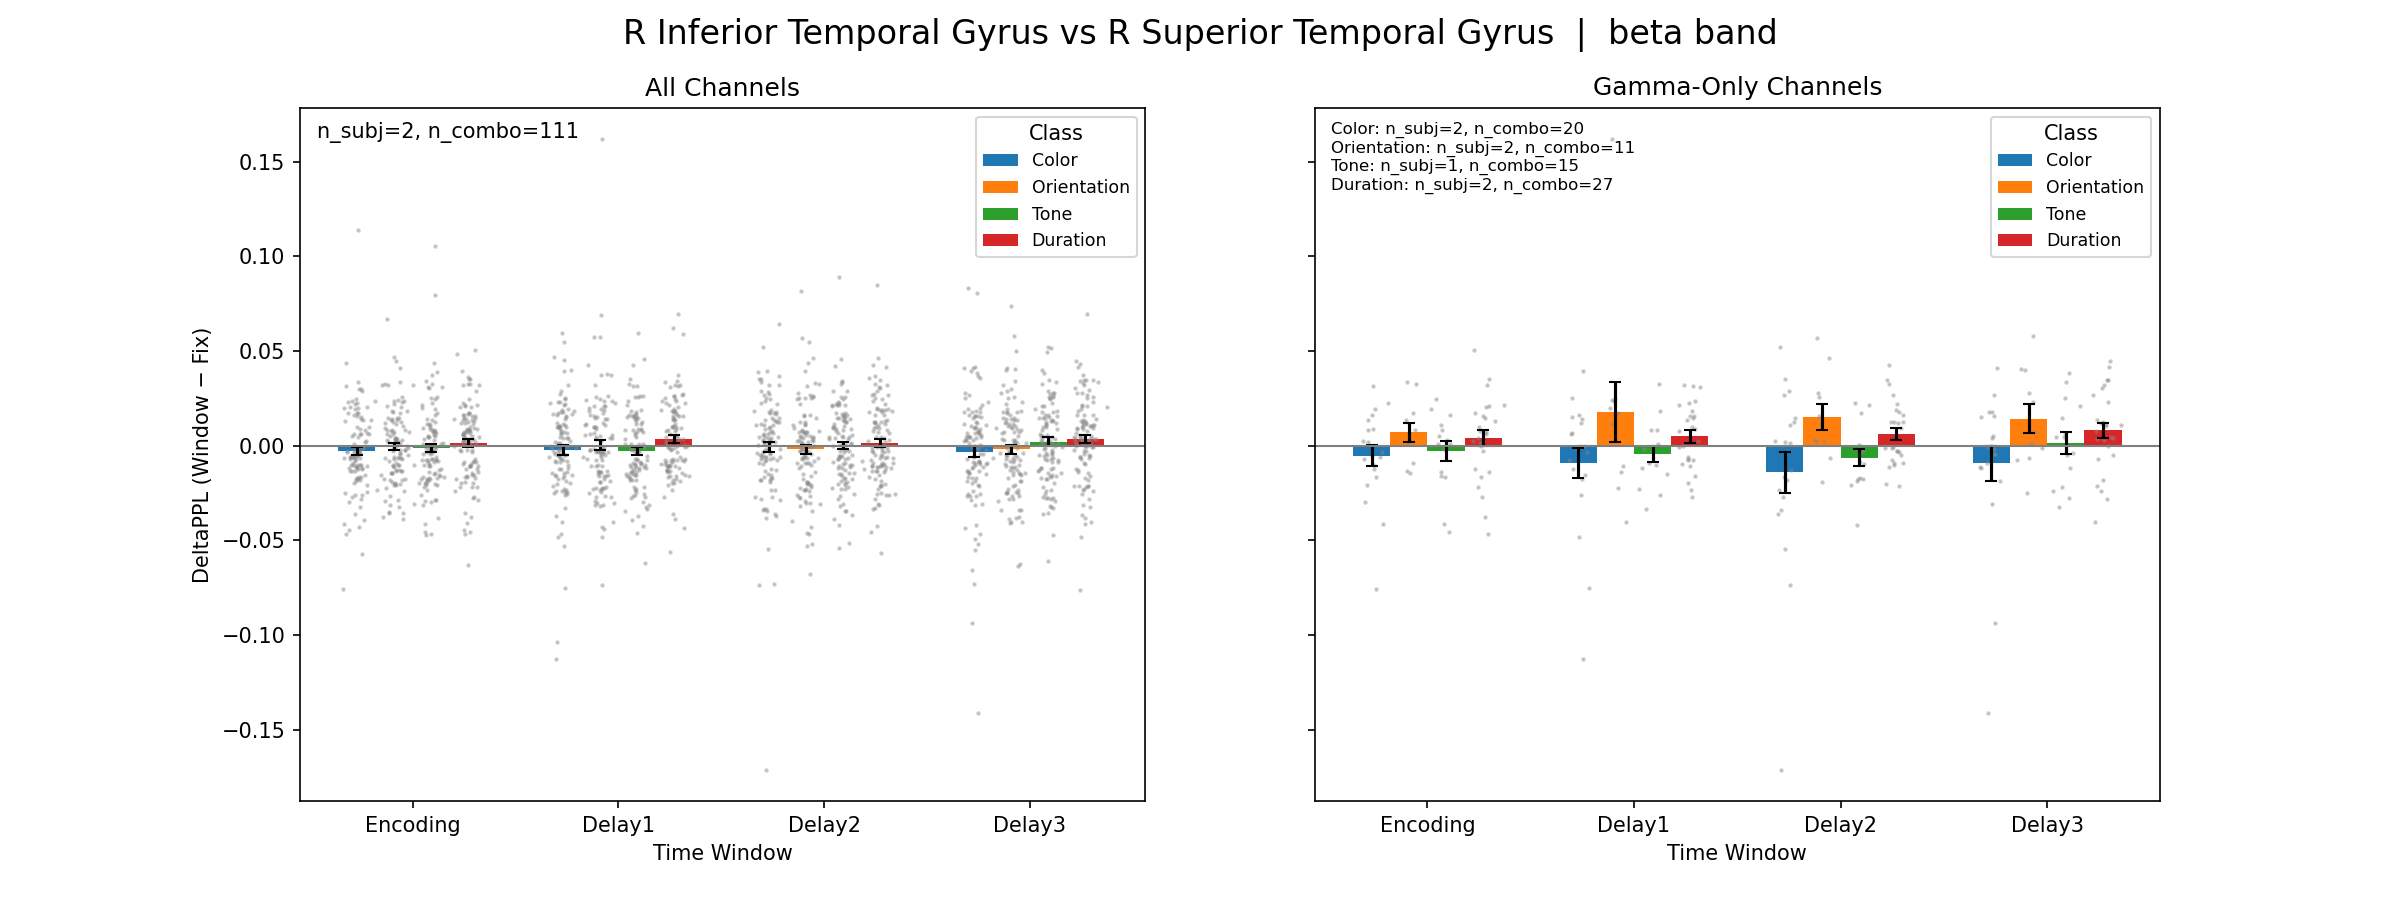 R Inferior Temporal Gyrus vs R Superior Temporal Gyrus | beta band
All Channels
n_subj=2, n_combo=111
Class
Color
Orientation
Tone
Duration
0.15
0.10
0.05
0.00
−0.05
−0.10
−0.15
DeltaPPL (Window − Fix)
Encoding
Delay1
Delay2
Delay3
Time Window
Gamma-Only Channels
Color: n_subj=2, n_combo=20
Orientation: n_subj=2, n_combo=11
Tone: n_subj=1, n_combo=15
Duration: n_subj=2, n_combo=27
Class
Color
Orientation
Tone
Duration
Encoding
Delay1
Delay2
Delay3
Time Window